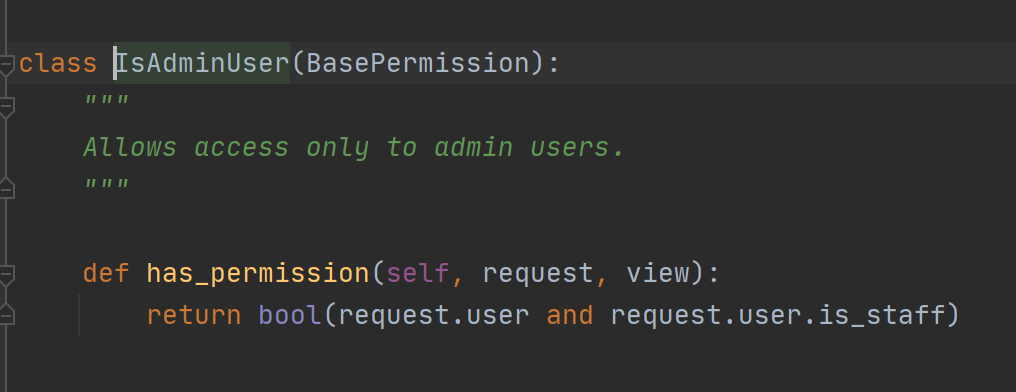 class IsAdminUser(BasePermission):
    """
    Allows access only to admin users.
    """
    def has_permission(self, request, view):
        return bool(request.user and request.user.is_staff)